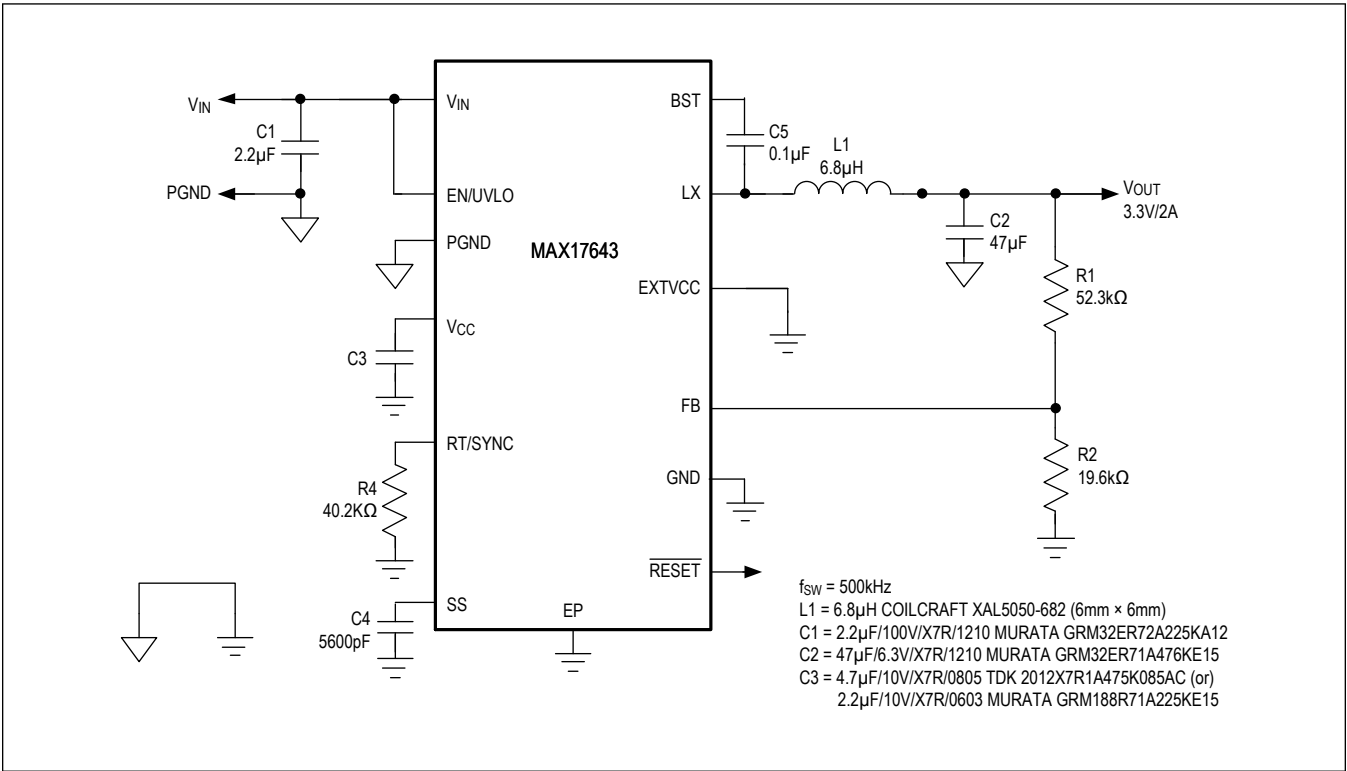 VIN
C1
2.2µF
PGND
VIN
EN/UVLO
PGND
VCC
C3
RT/SYNC
R4
40.2KΩ
SS
C4
5600pF
MAX17643
EP
BST
LX
EXTVCC
FB
GND
RESET
C5
0.1µF
L1
6.8µH
C2
47µF
VOUT
3.3V/2A
R1
52.3kΩ
R2
19.6kΩ
fSW = 500kHz
L1 = 6.8µH COILCRAFT XAL5050-682 (6mm × 6mm)
C1 = 2.2µF/100V/X7R/1210 MURATA GRM32ER72A225KA12
C2 = 47µF/6.3V/X7R/1210 MURATA GRM32ER71A476KE15
C3 = 4.7µF/10V/X7R/0805 TDK 2012X7R1A475K085AC (or)
2.2µF/10V/X7R/0603 MURATA GRM188R71A225KE15